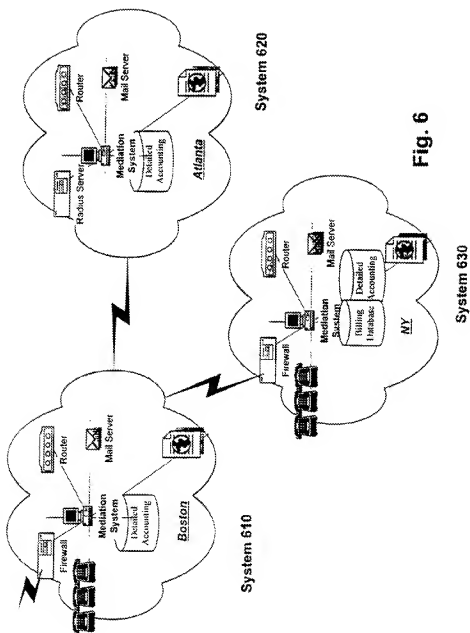 Firewall
Router
Mail Server
Mediation
System
Detailed
Accounting
Boston
System 610
Radius Server
Router
Mail Server
Mediation
System
Detailed
Accounting
Atlanta
System 620
Firewall
Router
Mail Server
Mediation
System
Billing
Database
Detailed
Accounting
NY
System 630
Fig. 6